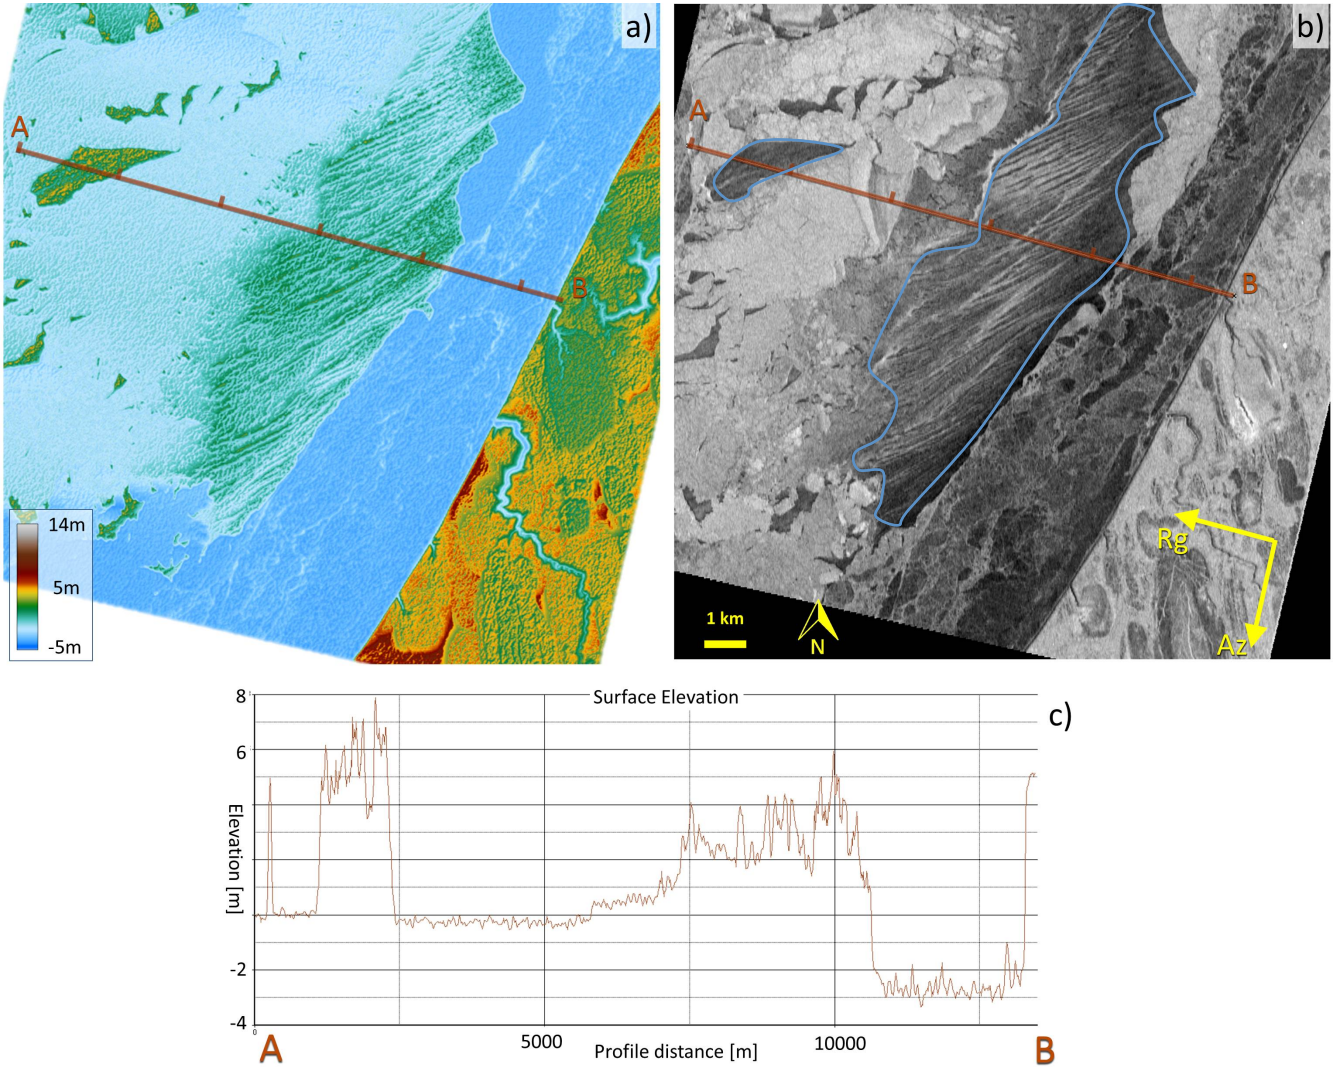 a)
A
B
14m
5m
-5m
b)
A
B
Rg
Az
1 km
N
Surface Elevation
c)
8
6
-2
-4
Elevation [m]
0
5000
10000
Profile distance [m]
A
B